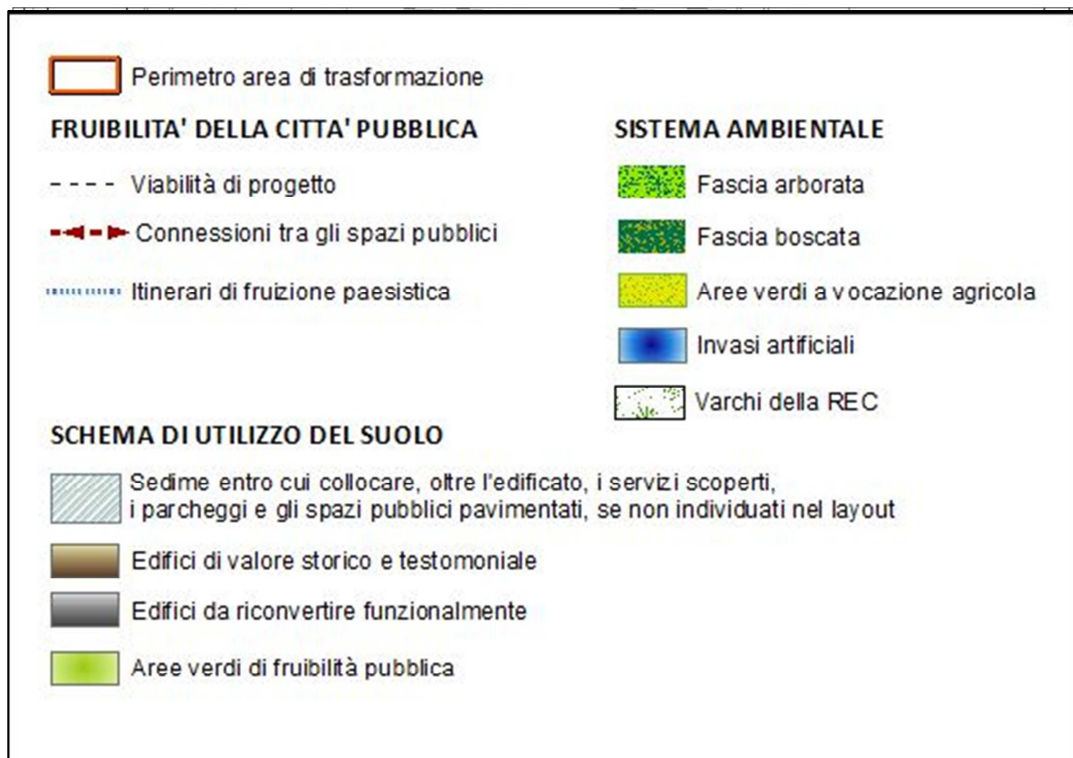 Perimetro area di trasformazione
FRUIBILITA' DELLA CITTA' PUBBLICA
Viabilità di progetto
Connessioni tra gli spazi pubblici
Itinerari di fruizione paesistica
SISTEMA AMBIENTALE
Fascia arborata
Fascia boscata
Aree verdi a vocazione agricola
Invasi artificiali
Varchi della REC
SCHEMA DI UTILIZZO DEL SUOLO
Sedime entro cui collocare, oltre l'edificato, i servizi scoperti,
i parcheggi e gli spazi pubblici pavimentati, se non individuati nel layout
Edifici di valore storico e testimoniale
Edifici da riconvertire funzionalmente
Aree verdi di fruibilità pubblica